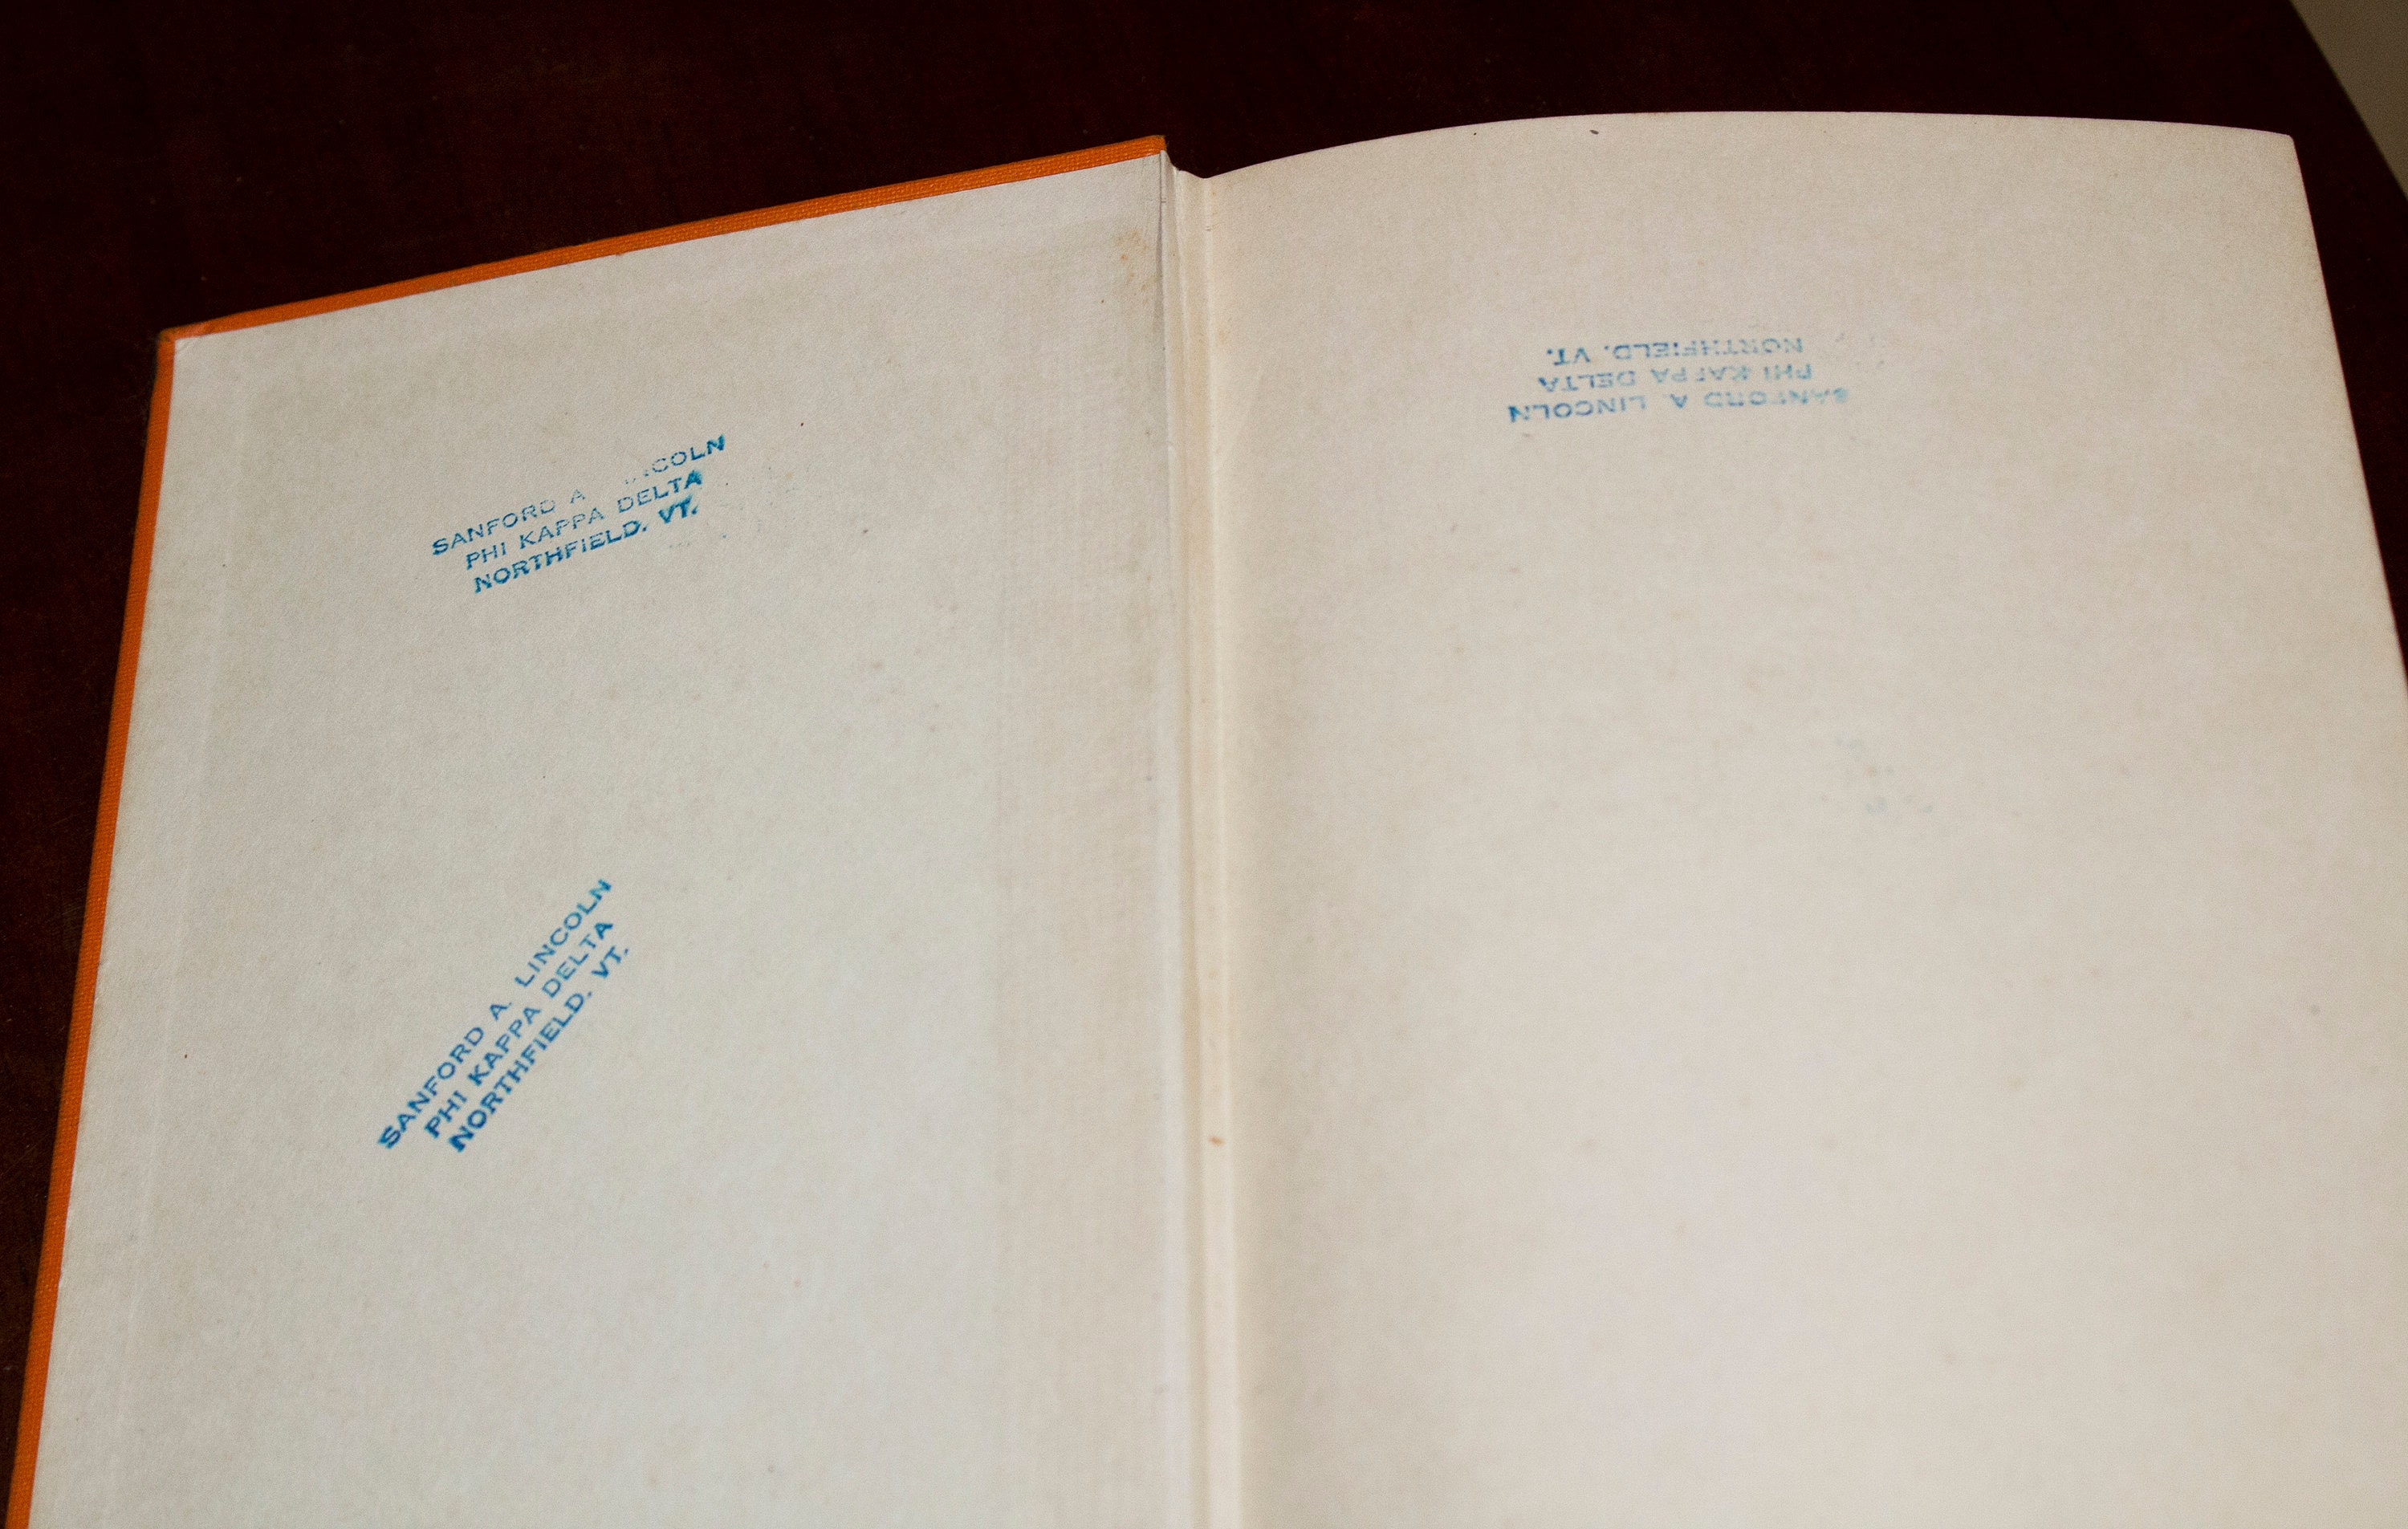 SANFORD A LINCOLN
PHI KAPPA DELTA
NORTHFIELD, VT.
SANFORD A. LINCOLN
PHI KAPPA DELTA
NORTHFIELD, VT.
SANFORD A LINCOLN
PHI KAPPA DELTA
NORTHFIELD, VT.